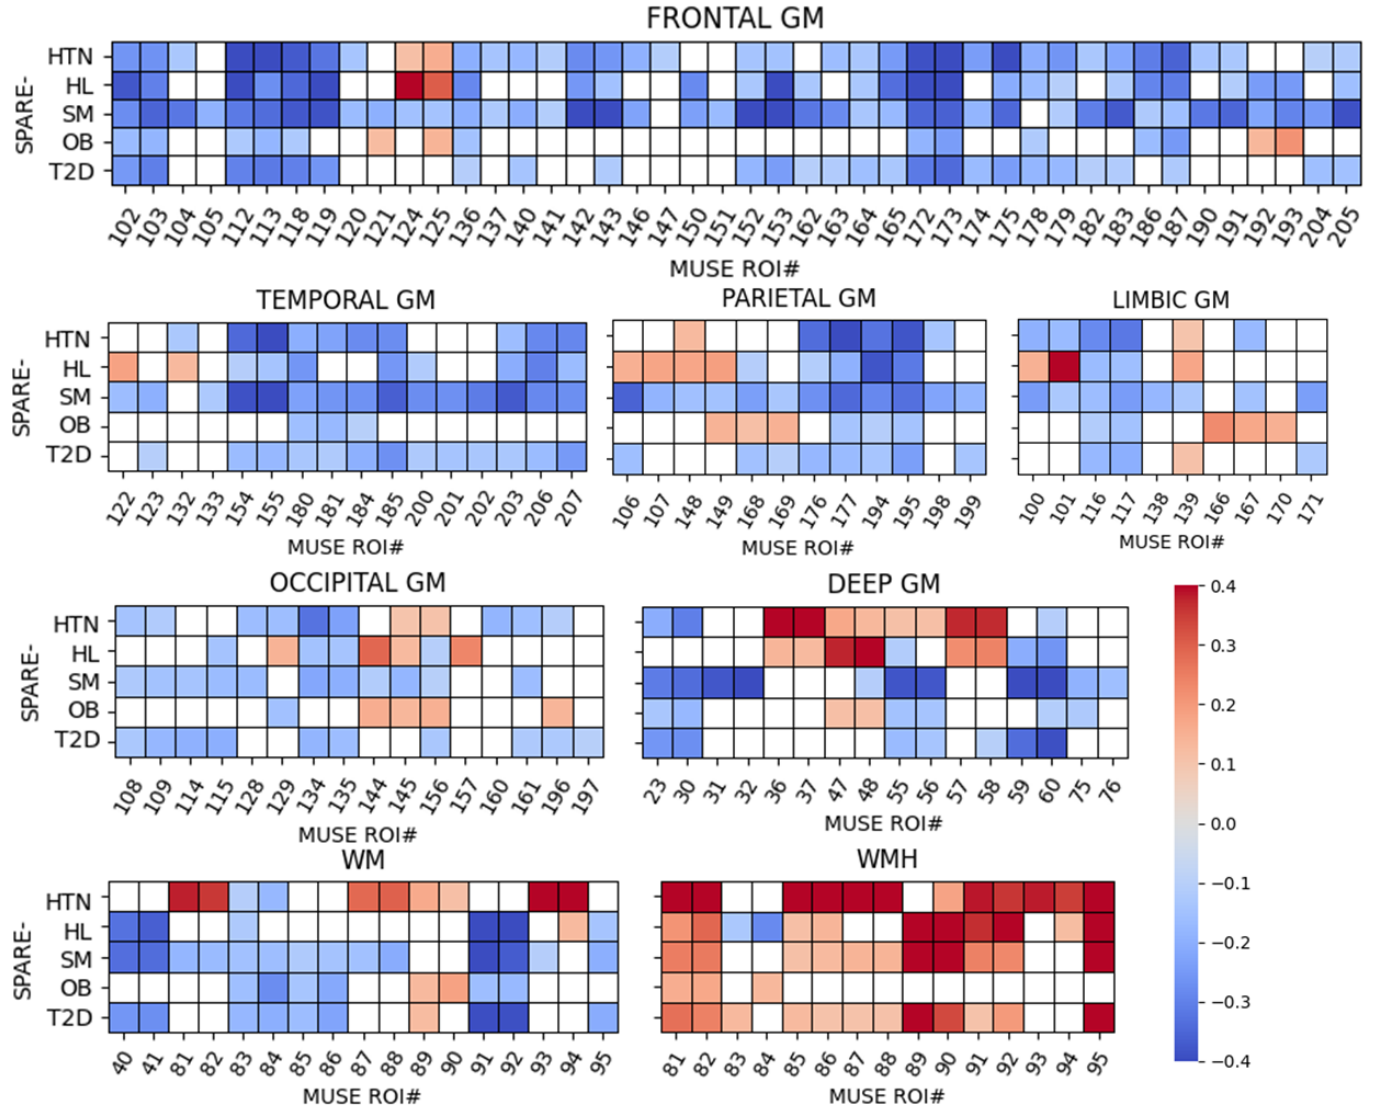 FRONTAL GM
SPARE-
HTN
HL
SM
OB
T2D
102 103 104 105 112 113 118 119 120 121 124 125 136 137 140 141 142 143 146 147 150 151 152 153 162 163 164 165 172 173 174 175 178 179 182 183 186 187 190 191 192 193 204 205
MUSE ROI#
TEMPORAL GM
SPARE-
HTN
HL
SM
OB
T2D
122 123 132 133 154 155 180 181 184 185 200 201 202 203 206 207
MUSE ROI#
PARIETAL GM
106 107 148 149 168 169 176 177 194 195 198 199
MUSE ROI#
LIMBIC GM
100 101 116 117 138 139 166 167 170 171
MUSE ROI#
OCCIPITAL GM
SPARE-
HTN
HL
SM
OB
T2D
108 109 114 115 128 129 134 135 144 145 156 157 160 161 196 197
MUSE ROI#
DEEP GM
23 30 31 32 36 37 47 48 55 56 57 58 59 60 75 76
MUSE ROI#
0.4
0.3
0.2
0.1
0.0
−0.1
−0.2
−0.3
−0.4
WM
SPARE-
HTN
HL
SM
OB
T2D
40 41 81 82 83 84 85 86 87 88 89 90 91 92 93 94 95
MUSE ROI#
WMH
81 82 83 84 85 86 87 88 89 90 91 92 93 94 95
MUSE ROI#